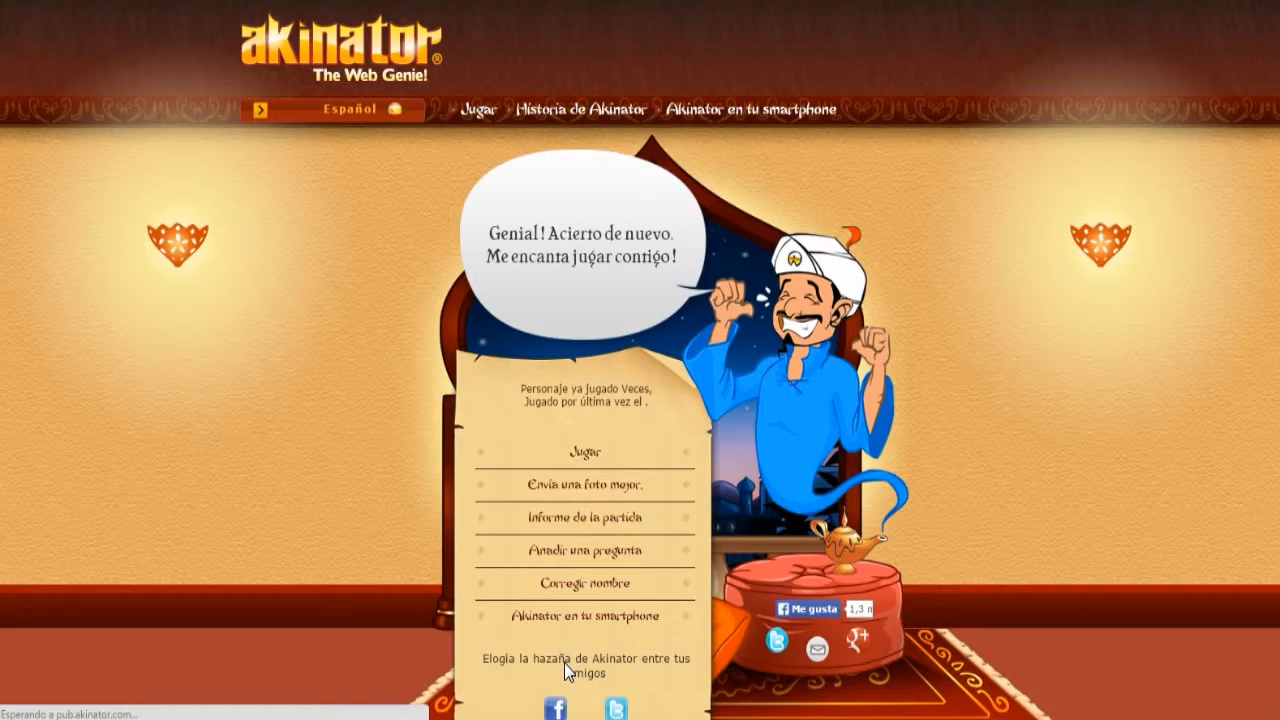 akinator®
The Web Genie!
Español
Jugar
Historia de Akinator
Akinator en tu smartphone
Genial! Acierto de nuevo.
Me encanta jugar contigo!
Personaje ya jugado Veces,
Jugado por última vez el .
Jugar
Envía una foto mejor.
Informe de la partida
Anadir una pregunta
Corregir nombre
Akinator en tu smartphone
Me gusta
1,3 n
Elogia la hazaña de Akinator entre tus
migos
Esperando a pub.akinator.com...